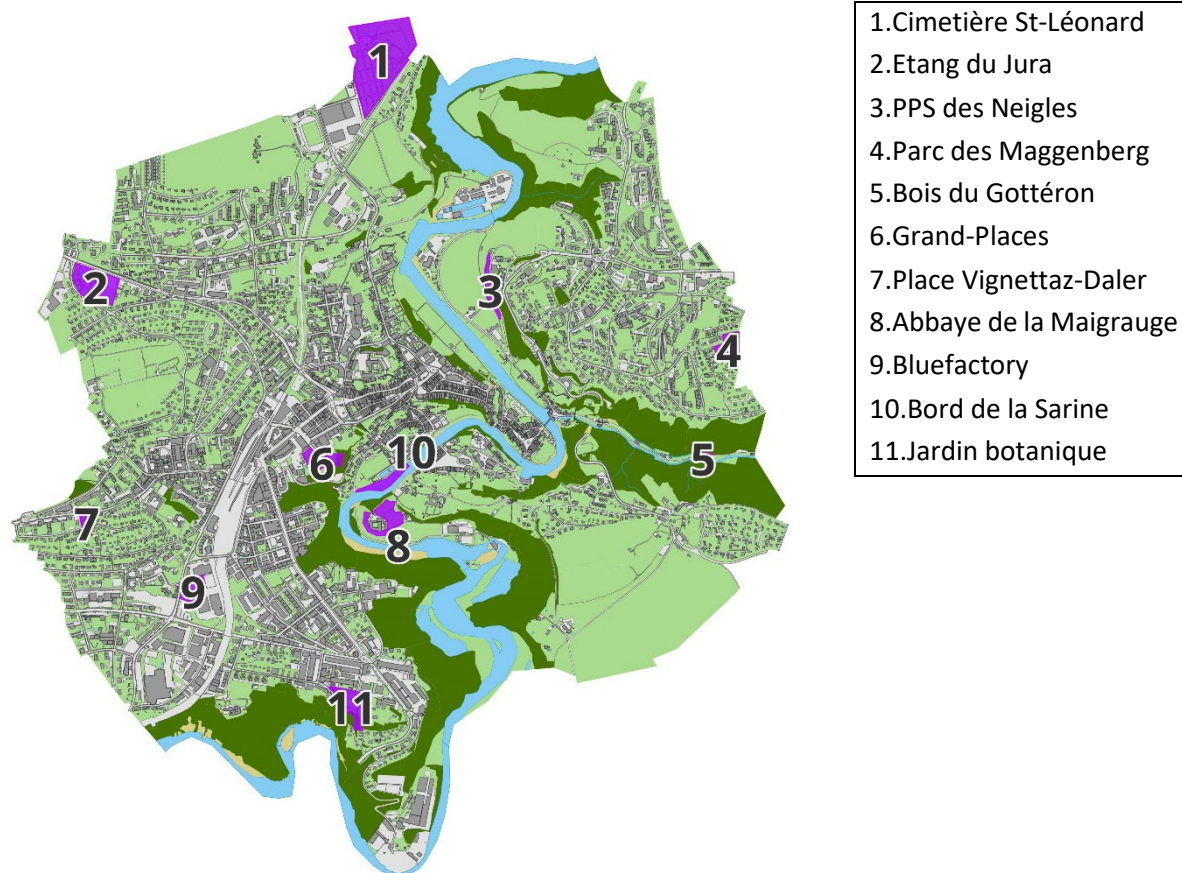 1
2
3
4
5
6
7
8
9
10
11
1.Cimetière St-Léonard
2.Etang du Jura
3.PPS des Neigles
4.Parc des Maggenberg
5.Bois du Gottéron
6.Grand-Places
7.Place Vignettaz-Daler
8.Abbaye de la Maigrauge
9.Bluefactory
10.Bord de la Sarine
11.Jardin botanique